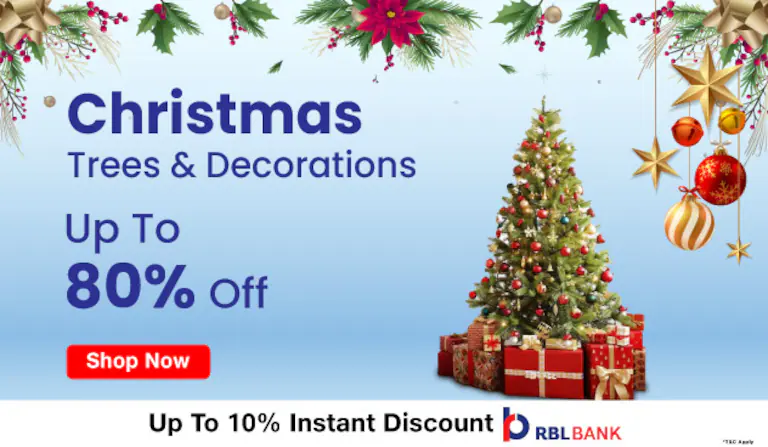 Christmas
Trees & Decorations
Up To
80% Off
Shop Now
Up To 10% Instant Discount RBL BANK
*T&C Apply